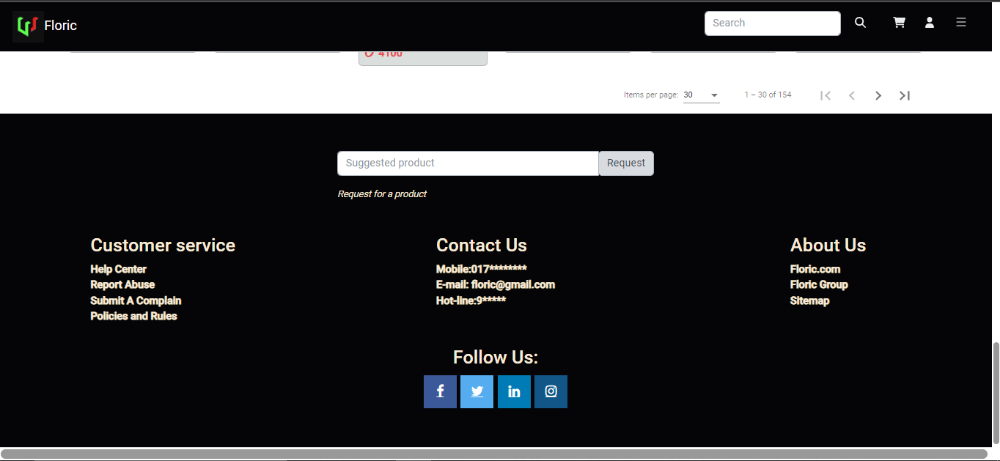 Floric
Search
4100
Items per page: 30
1 – 30 of 154
Suggested product
Request
Request for a product
Customer service
Help Center
Report Abuse
Submit A Complain
Policies and Rules
Contact Us
Mobile:017********
E-mail: floric@gmail.com
Hot-line:9*****
About Us
Floric.com
Floric Group
Sitemap
Follow Us: